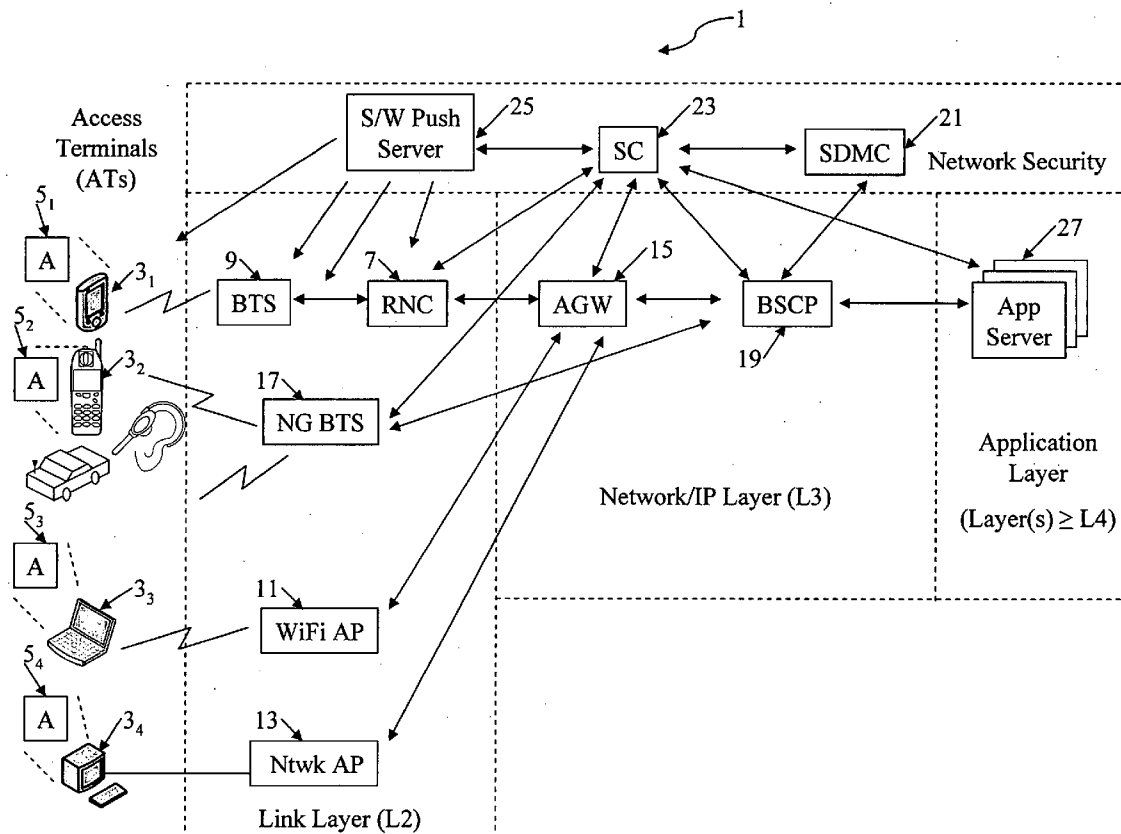 1
Access
Terminals
(ATs)
S/W Push
Server
25
SC
23
SDMC
21
Network Security
5₁
A
3₁
9
BTS
7
RNC
15
AGW
BSCP
19
27
App
Server
5₂
A
3₂
17
NG BTS
Network/IP Layer (L3)
Application
Layer
(Layer(s) ≥ L4)
5₃
A
3₃
11
WiFi AP
5₄
A
3₄
13
Ntwk AP
Link Layer (L2)